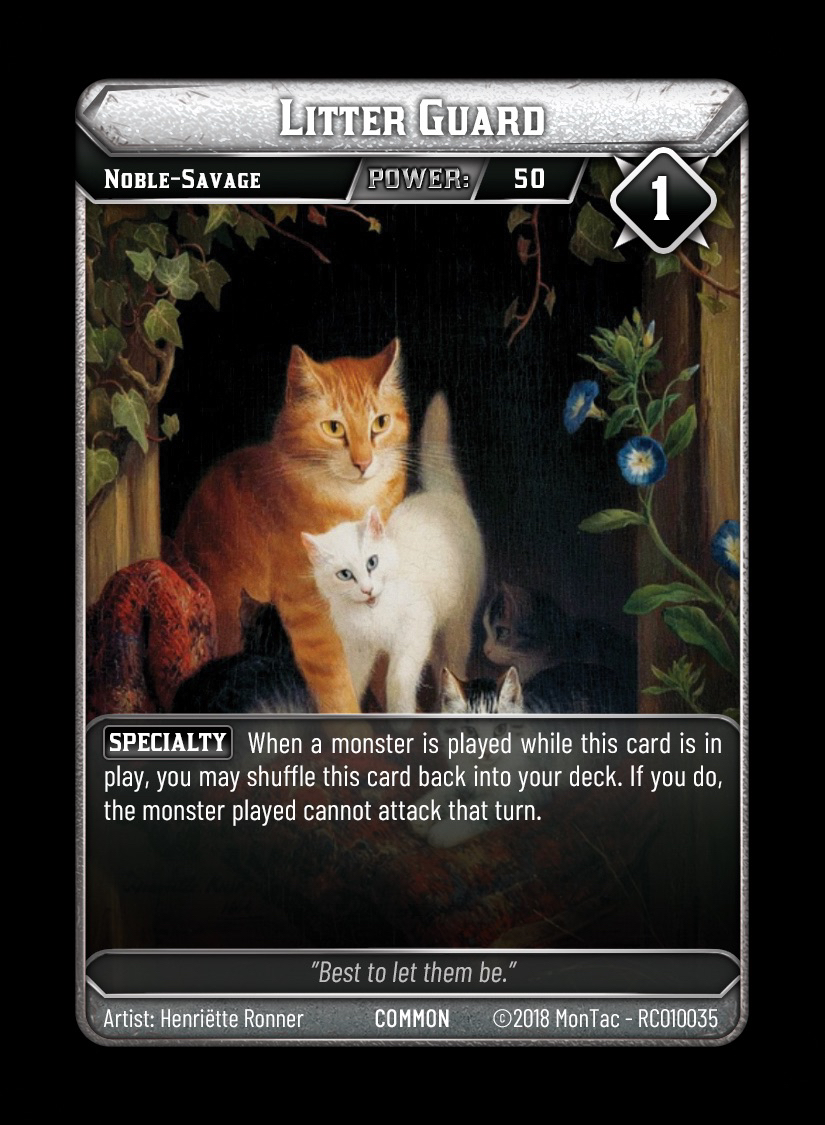 Litter Guard
Noble-Savage POWER: 50
1
SPECIALTY When a monster is played while this card is in
play, you may shuffle this card back into your deck. If you do,
the monster played cannot attack that turn.
"Best to let them be."
Artist: Henriëtte Ronner COMMON ©2018 MonTac - RC010035